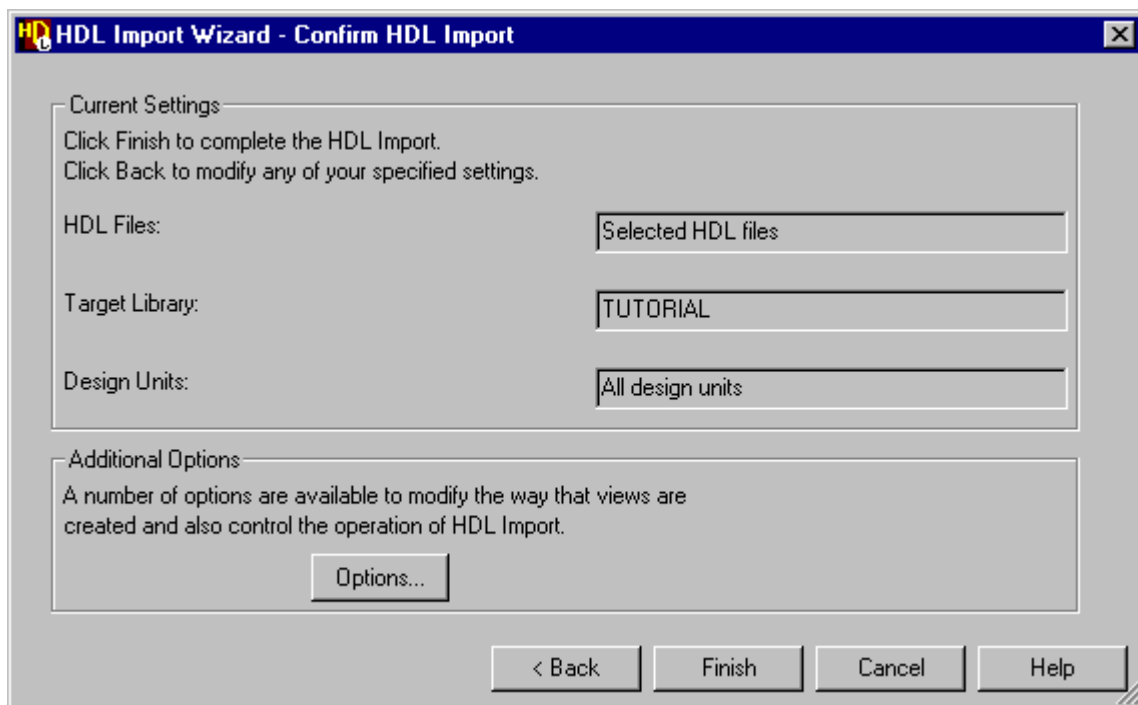 HDL Import Wizard - Confirm HDL Import
Current Settings
Click Finish to complete the HDL Import.
Click Back to modify any of your specified settings.
HDL Files:
Selected HDL files
Target Library:
TUTORIAL
Design Units:
All design units
Additional Options
A number of options are available to modify the way that views are
created and also control the operation of HDL Import.
Options...
< Back Finish Cancel Help